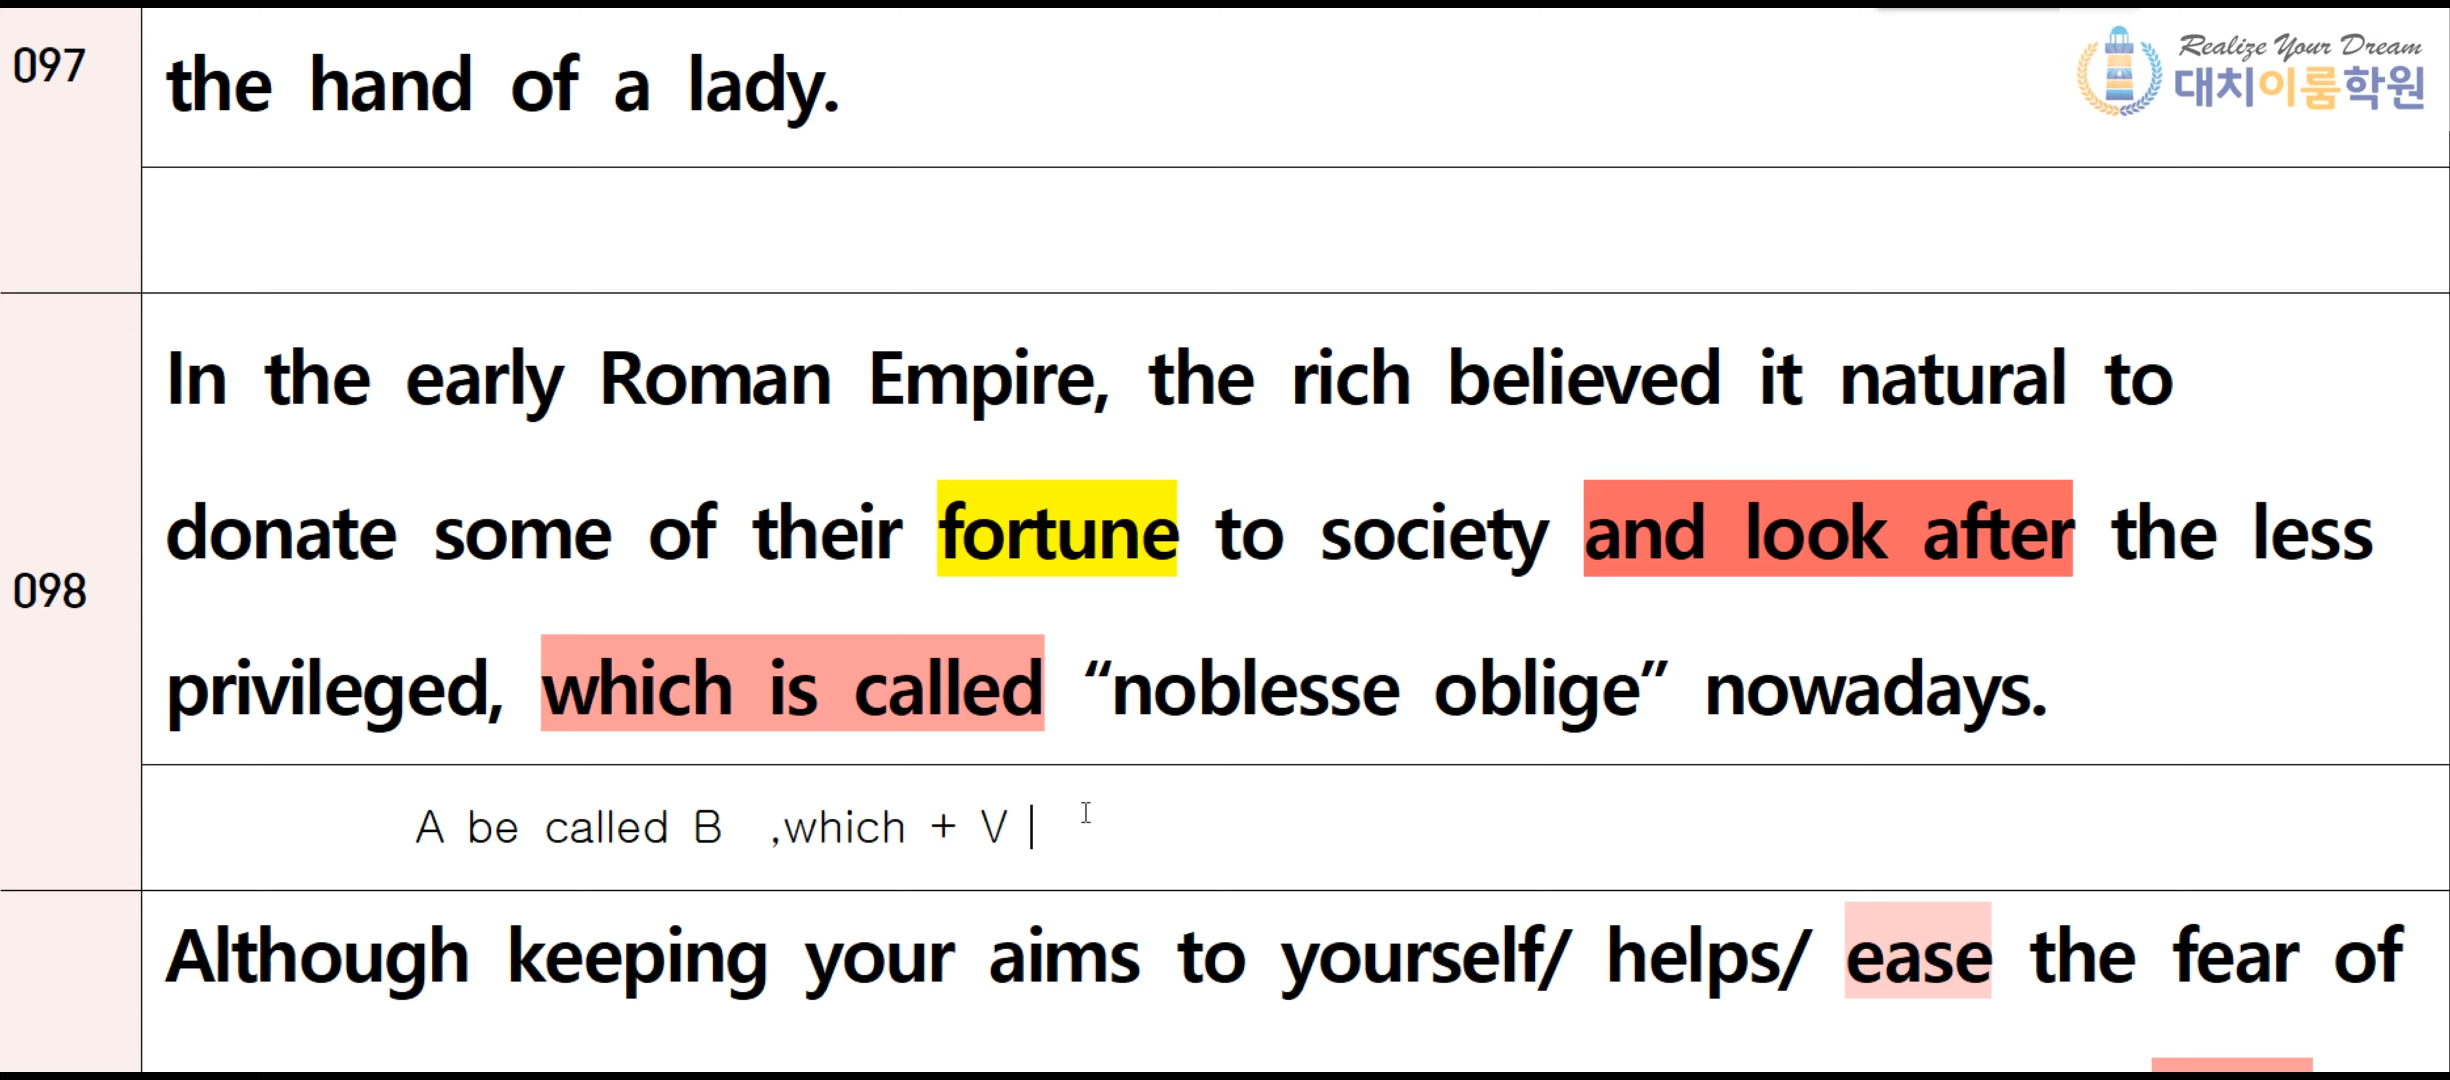 097
the hand of a lady.
Realize Your Dream
대치이룸학원
In the early Roman Empire, the rich believed it natural to
donate some of their fortune to society and look after the less
098
privileged, which is called “noblesse oblige” nowadays.
A be called B ,which + V
Although keeping your aims to yourself/ helps/ ease the fear of